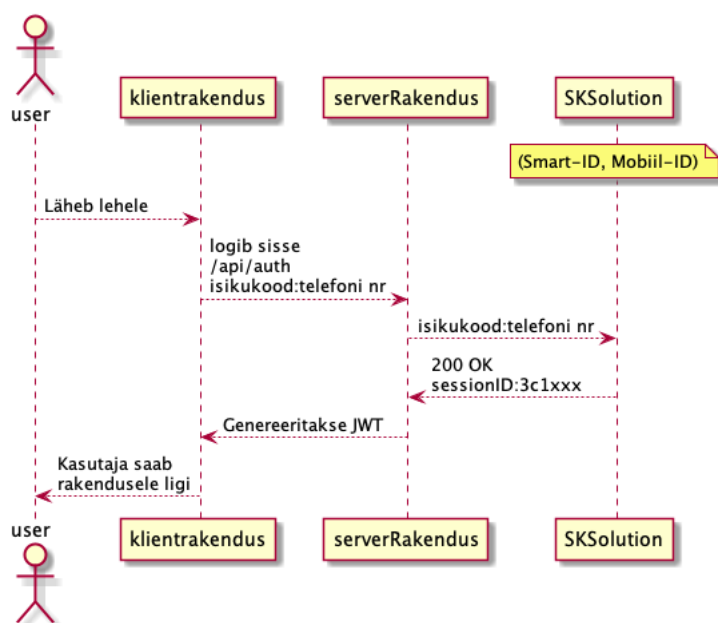 user
klientrakendus
serverRakendus
SKSolution
(Smart-ID, Mobiil-ID)
Läheb lehele
logib sisse
/api/auth
isikukood:telefoni nr
isikukood:telefoni nr
200 OK
sessionID:3c1xxx
Genereeritakse JWT
Kasutaja saab
rakendusele ligi
user
klientrakendus
serverRakendus
SKSolution